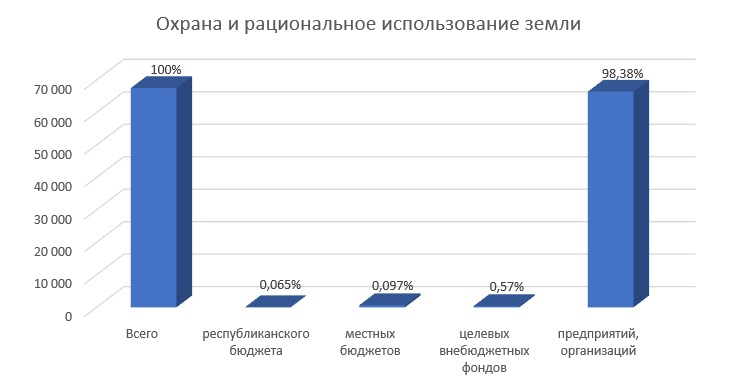 Охрана и рациональное использование земли
100%
98,38%
70 000
60 000
50 000
40 000
30 000
20 000
10 000
0
0,065%
0,097%
0,57%
Всего
республиканского
бюджета
местных
бюджетов
целевых
внебюджетных
фондов
предприятий,
организаций